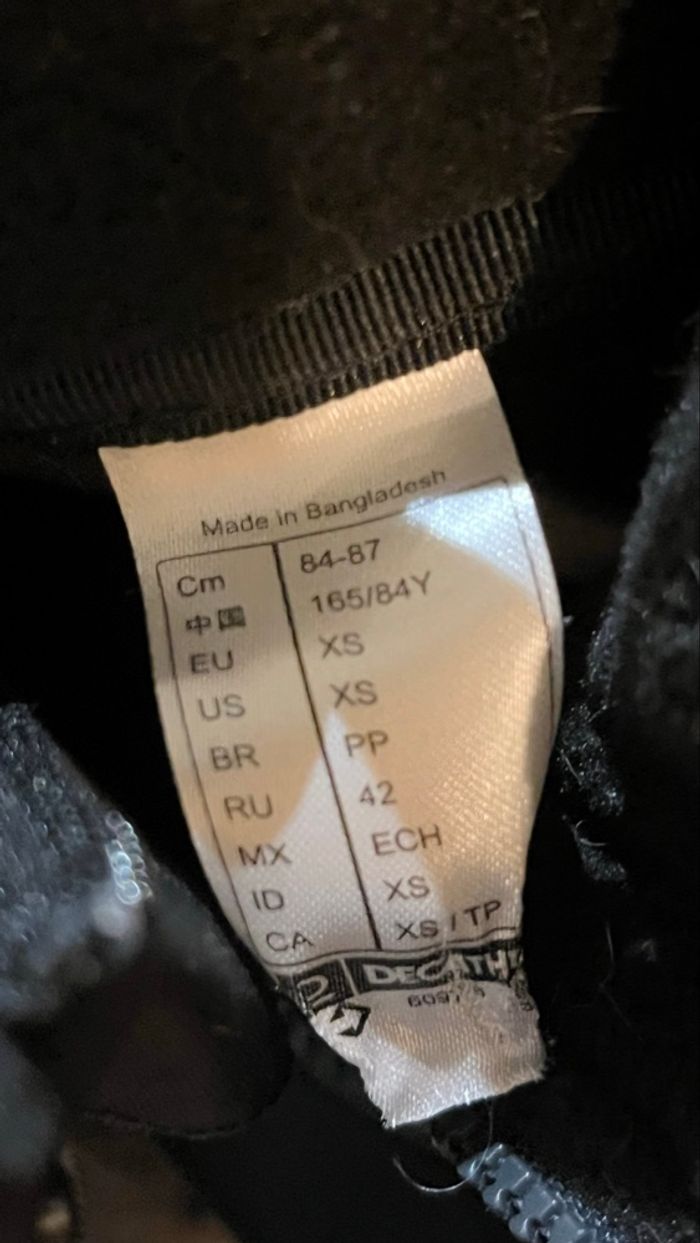 Made in Bangladesh
Cm 84-87
中国 165/84Y
EU XS
US XS
BR PP
RU 42
MX ECH
ID XS
CA XS / TP